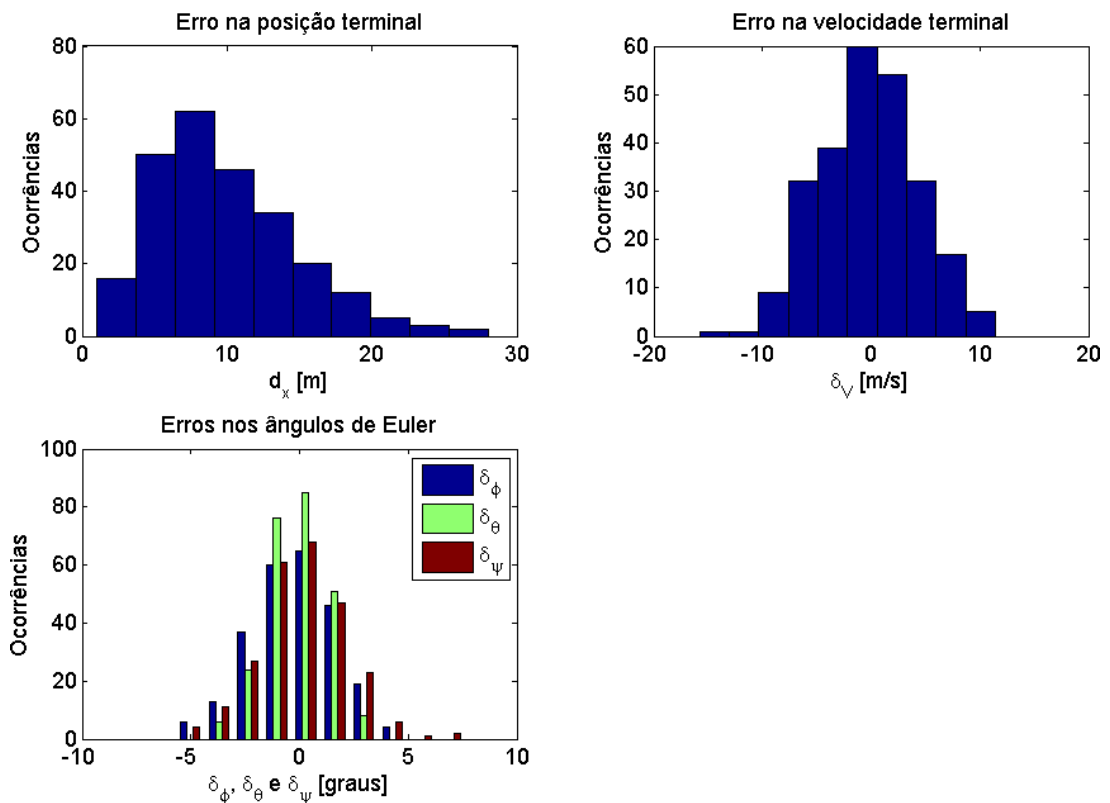 Erro na posição terminal
80
60
40
20
0
Ocorrências
0 10 20 30
d_x [m]
Erro na velocidade terminal
60
50
40
30
20
10
0
Ocorrências
-20 -10 0 10 20
δ_V [m/s]
Erros nos ângulos de Euler
100
80
60
40
20
0
Ocorrências
δ_ϕ
δ_θ
δ_ψ
-10 -5 0 5 10
δ_ϕ, δ_θ e δ_ψ [graus]